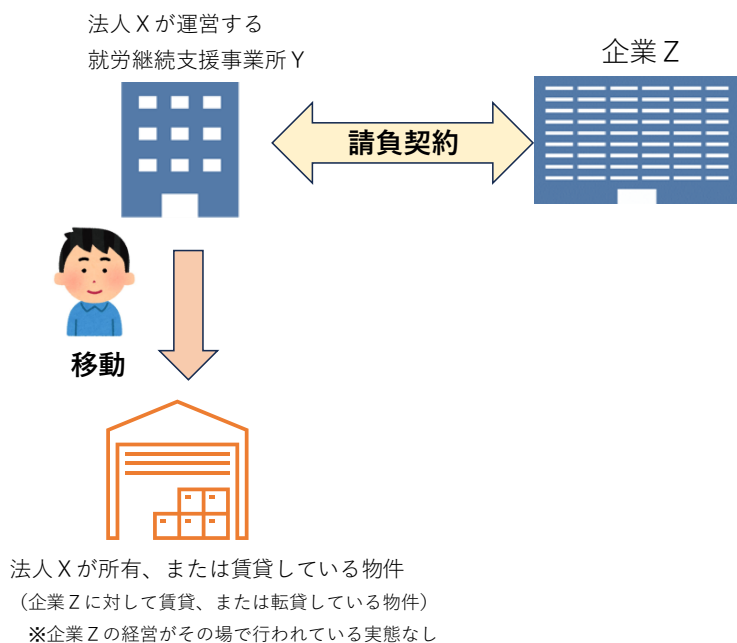 法人Xが運営する
就労継続支援事業所Y
企業Z
請負契約
移動
法人Xが所有、または賃貸している物件
(企業Zに対して賃貸、または転貸している物件)
※企業Zの経営がその場で行われている実態なし